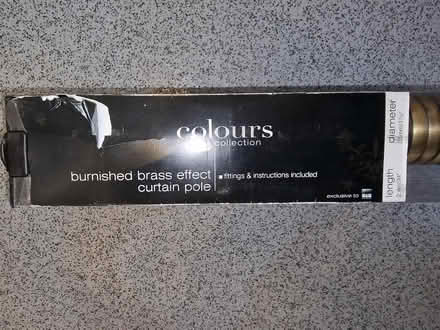 colours
collection
burnished brass effect
curtain pole
▪ fittings & instructions included
exclusive to
diameter
length